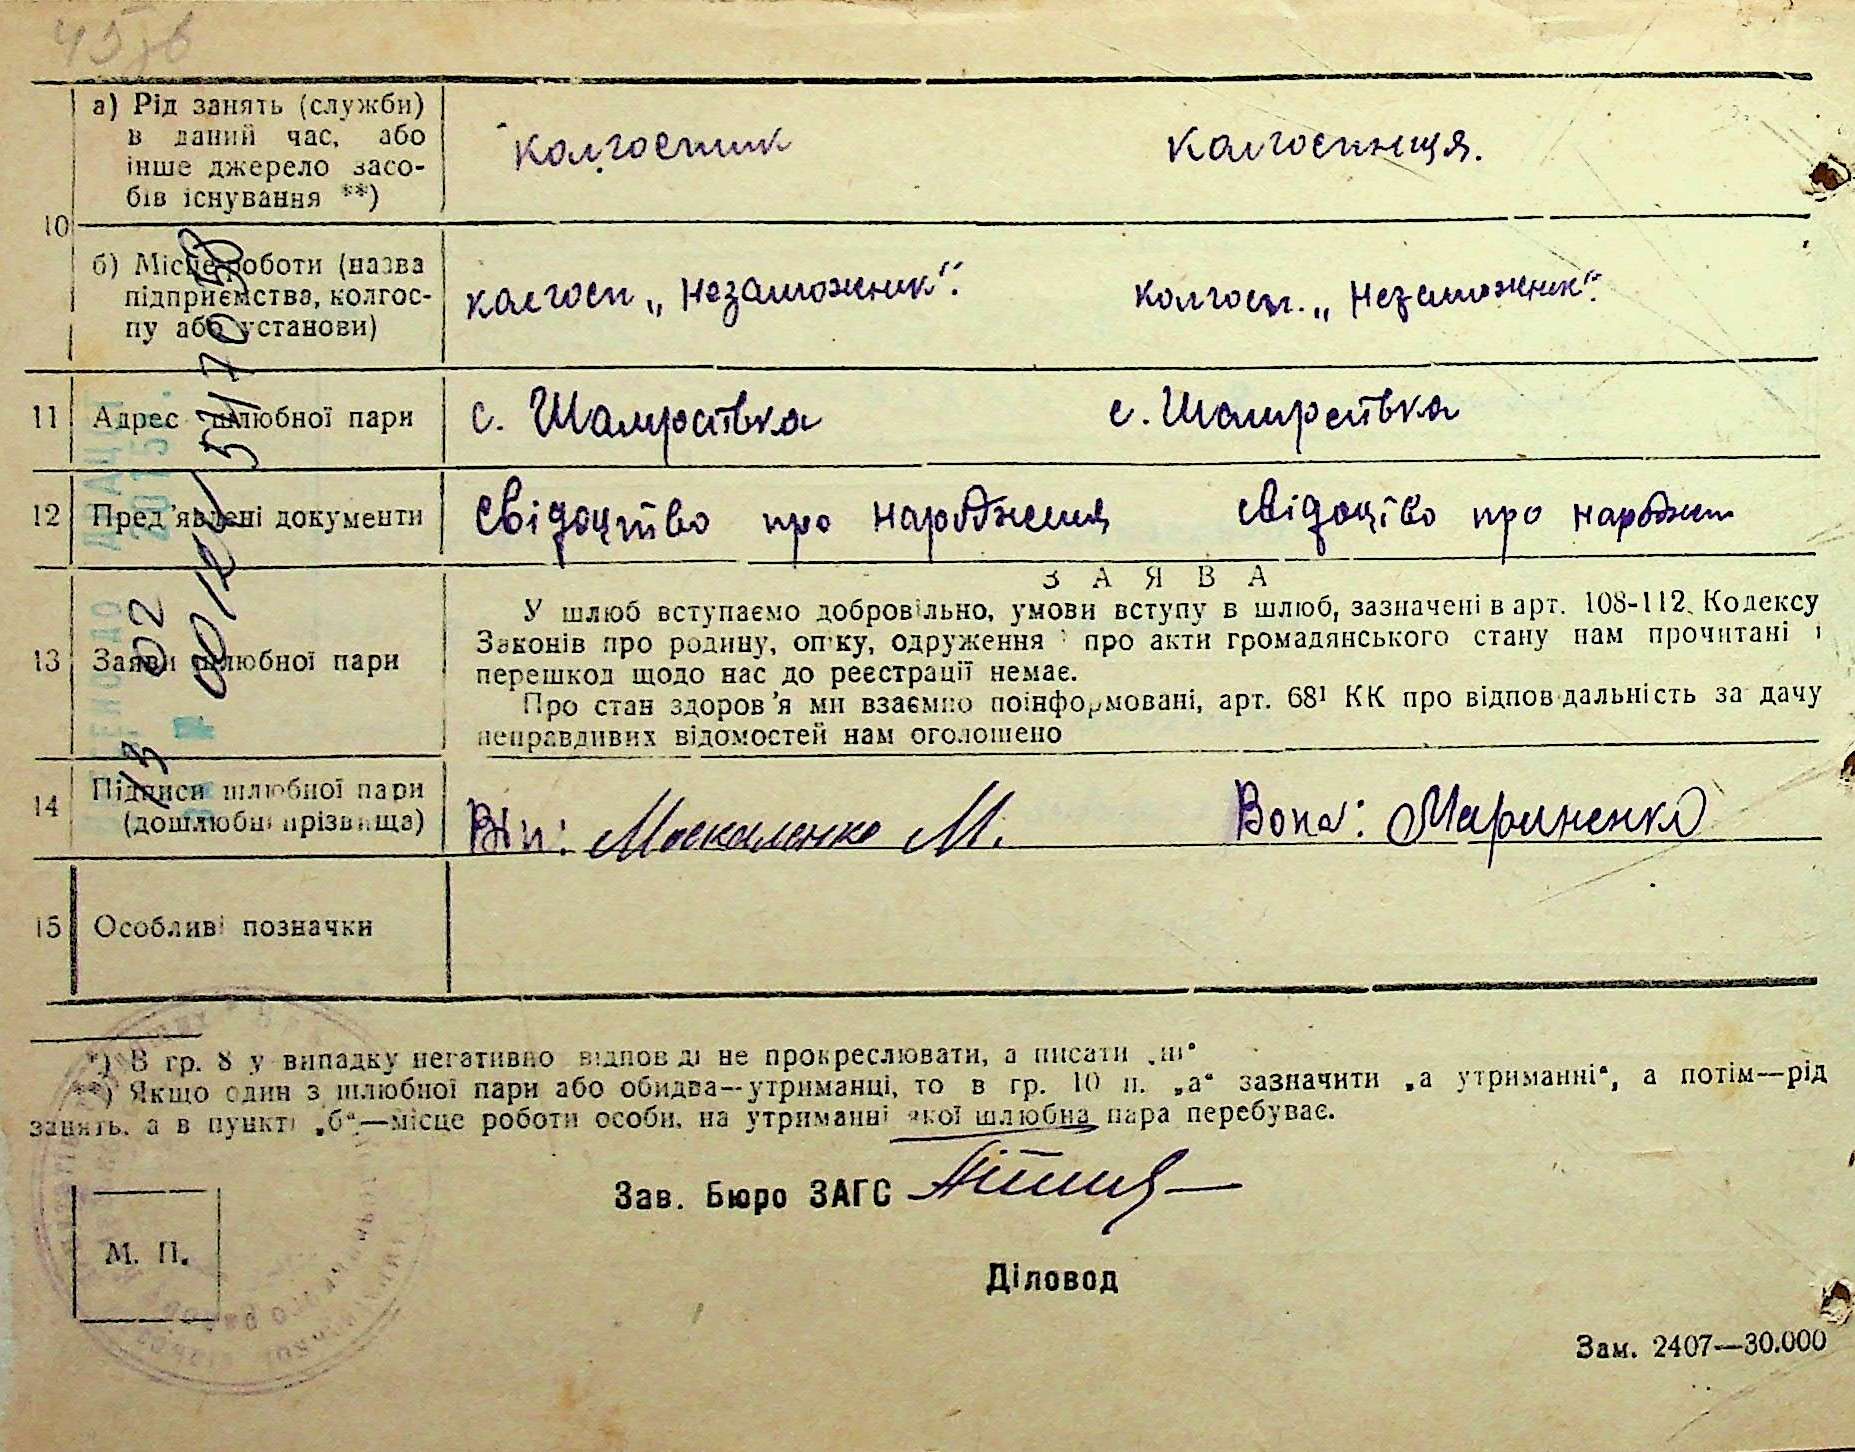 45 зв
10
а) Рід занять (служби)
в даний час, або
інше джерело засо-
бів існування **)
колгоспник колгоспниця.
б) Місце роботи (назва
підприємства, колгос-
пу або установи)
колгосп „Незаможник". колгосп. „Незаможник".
11 Адрес шлюбної пари с. Шамраївка с. Шамраївка
12 Пред'явлені документи свідоцтво про народження свідоцтво про народжен
13 Заяви шлюбної пари
ЗАЯВА
У шлюб вступаємо добровільно, умови вступу в шлюб, зазначені в арт. 108-112 Кодексу
Законів про родину, опіку, одруження і про акти громадянського стану нам прочитані і
перешкод щодо нас до реєстрації немає.
Про стан здоров'я ми взаємно поінформовані, арт. 68¹ КК про відповідальність за дачу
неправдивих відомостей нам оголошено
14 Підписи шлюбної пари
(дошлюбні прізвища)
Він: Москаленко М. Вона: Мариненко
15 Особливі позначки
*) В гр. 8 у випадку негативно відповіді не прокреслювати, а писати „ні"
**) Якщо один з шлюбної пари або обидва—утриманці, то в гр. 10 п. „а" зазначити „а утриманні", а потім—рід
занять, а в пункті „б"—місце роботи особи, на утриманні якої шлюбна пара перебуває.
Зав. Бюро ЗАГС
М. П.
Діловод
Зам. 2407—30.000